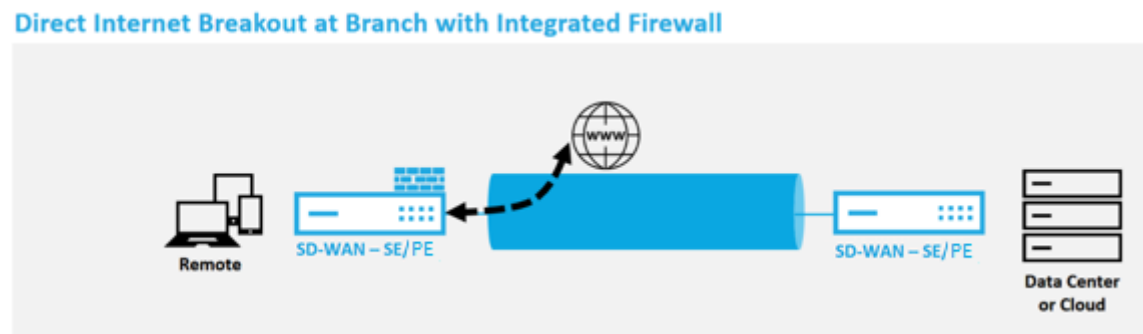 Direct Internet Breakout at Branch with Integrated Firewall
www
Remote
SD-WAN – SE/PE
SD-WAN – SE/PE
Data Center
or Cloud